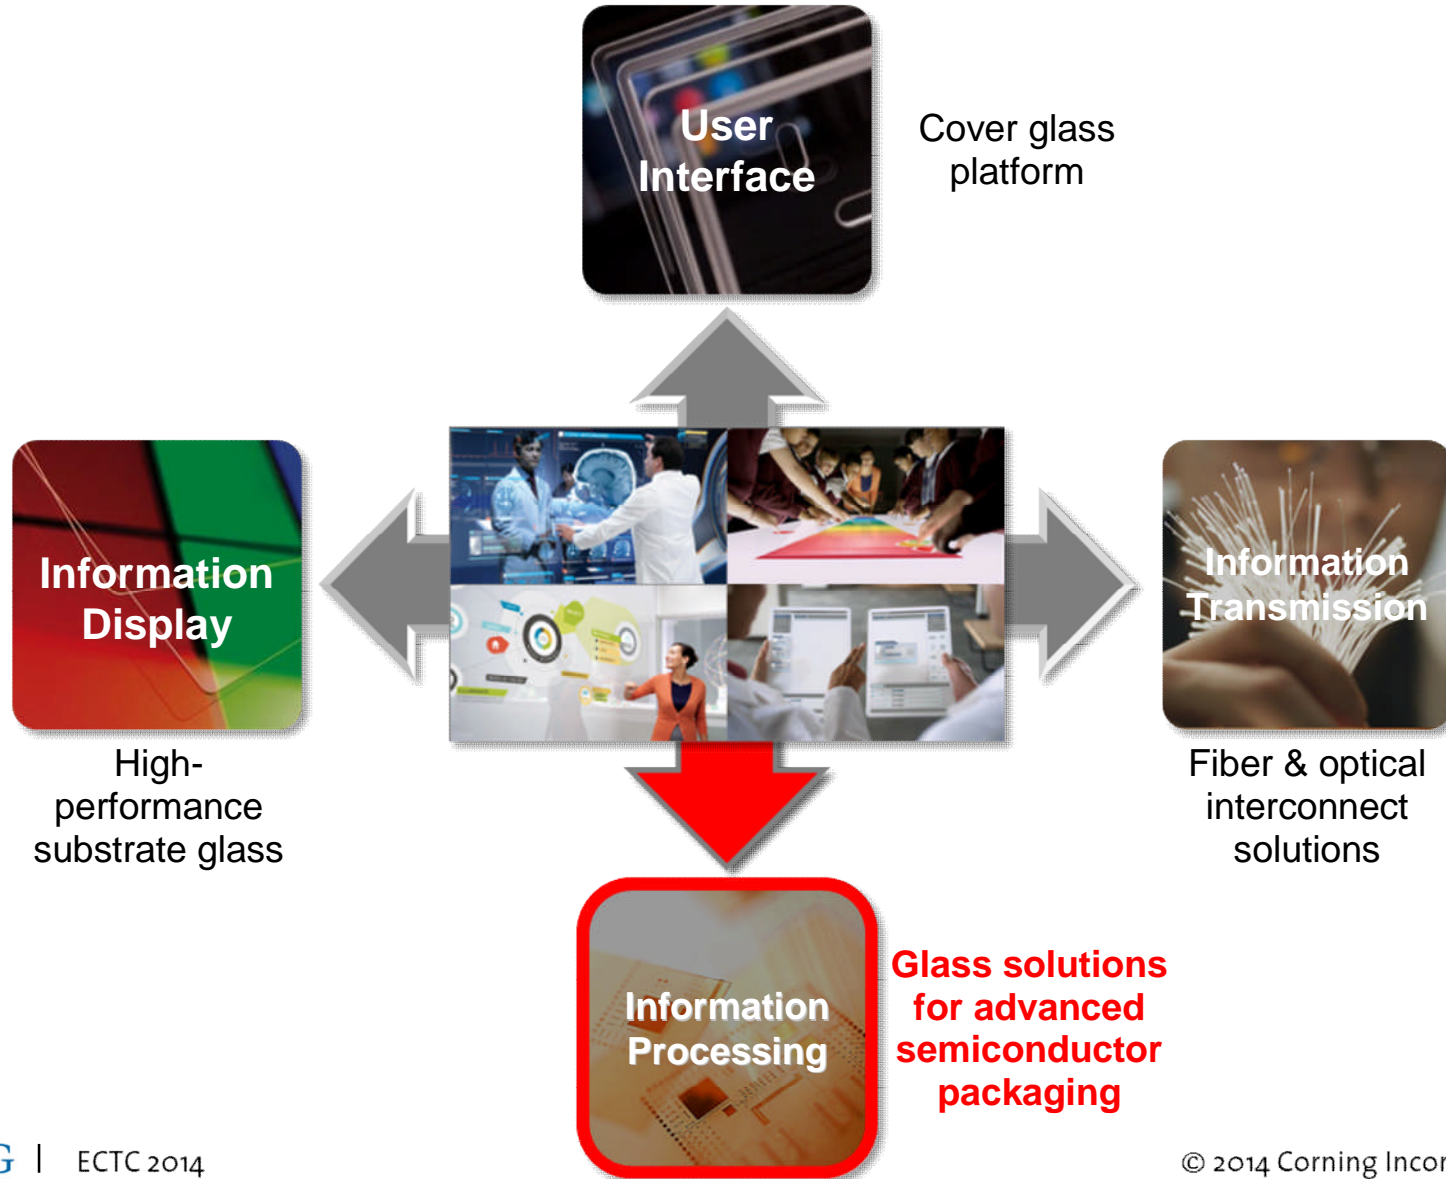 User
Interface
Cover glass
platform
Information
Display
High-
performance
substrate glass
Information
Transmission
Fiber & optical
interconnect
solutions
Information
Processing
Glass solutions
for advanced
semiconductor
packaging
G | ECTC 2014
© 2014 Corning Incor